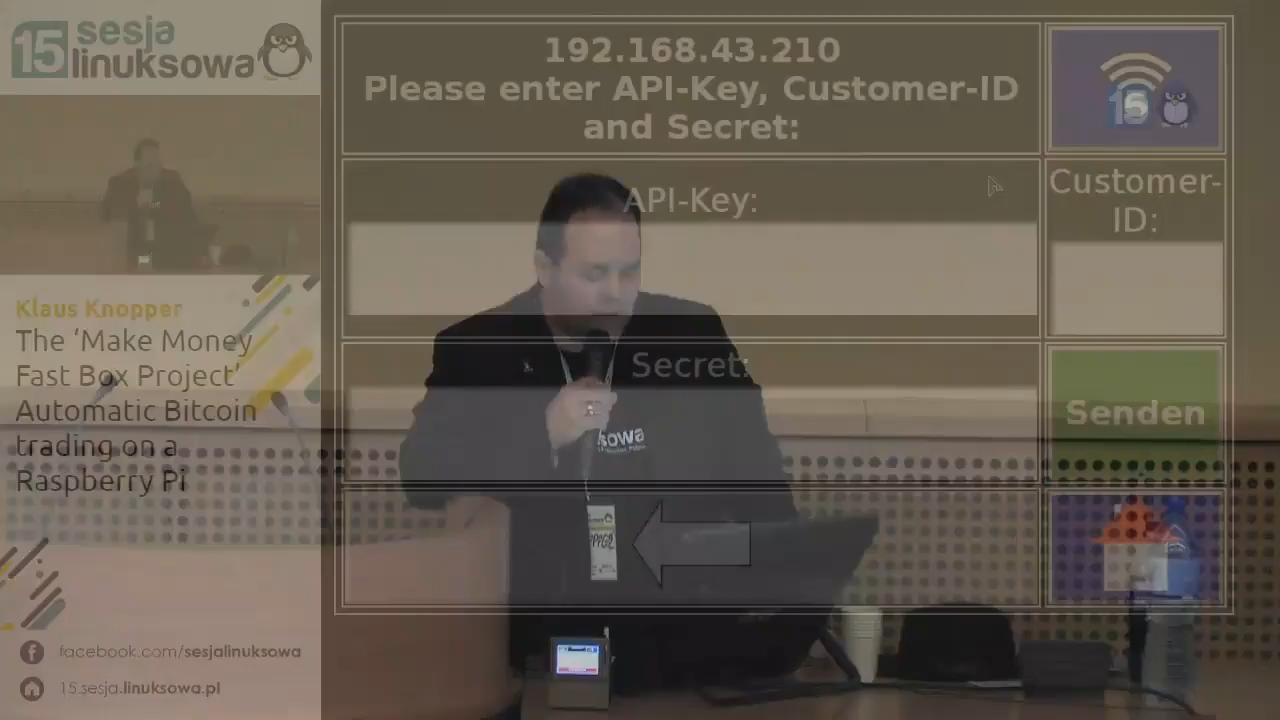 15 sesja
linuksowa
Klaus Knopper
The ‘Make Money
Fast Box Project’
Automatic Bitcoin
trading on a
Raspberry Pi
facebook.com/sesjalinuksowa
15.sesja.linuksowa.pl
192.168.43.210
Please enter API-Key, Customer-ID
and Secret:
15
API-Key:
Customer-
ID:
Secret:
Senden
sowa